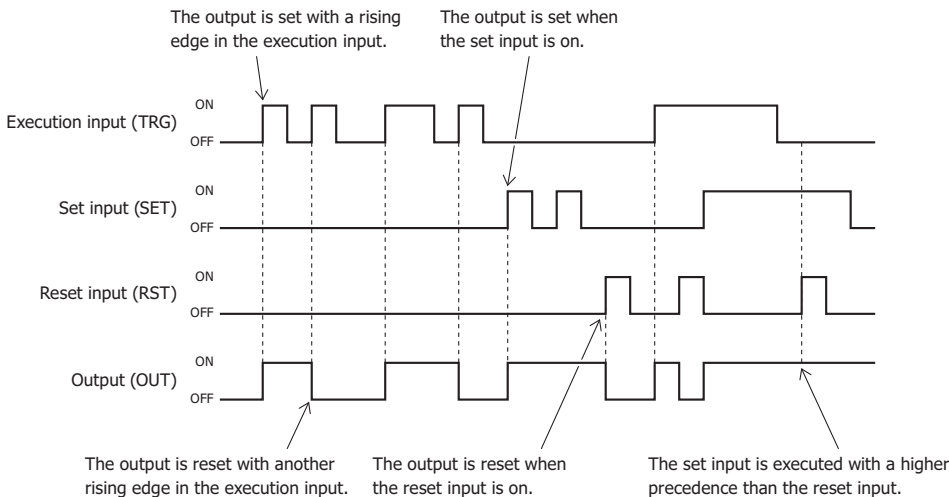 The output is set with a rising
edge in the execution input.
The output is set when
the set input is on.
Execution input (TRG)
ON
OFF
Set input (SET)
ON
OFF
Reset input (RST)
ON
OFF
Output (OUT)
ON
OFF
The output is reset with another
rising edge in the execution input.
The output is reset when
the reset input is on.
The set input is executed with a higher
precedence than the reset input.